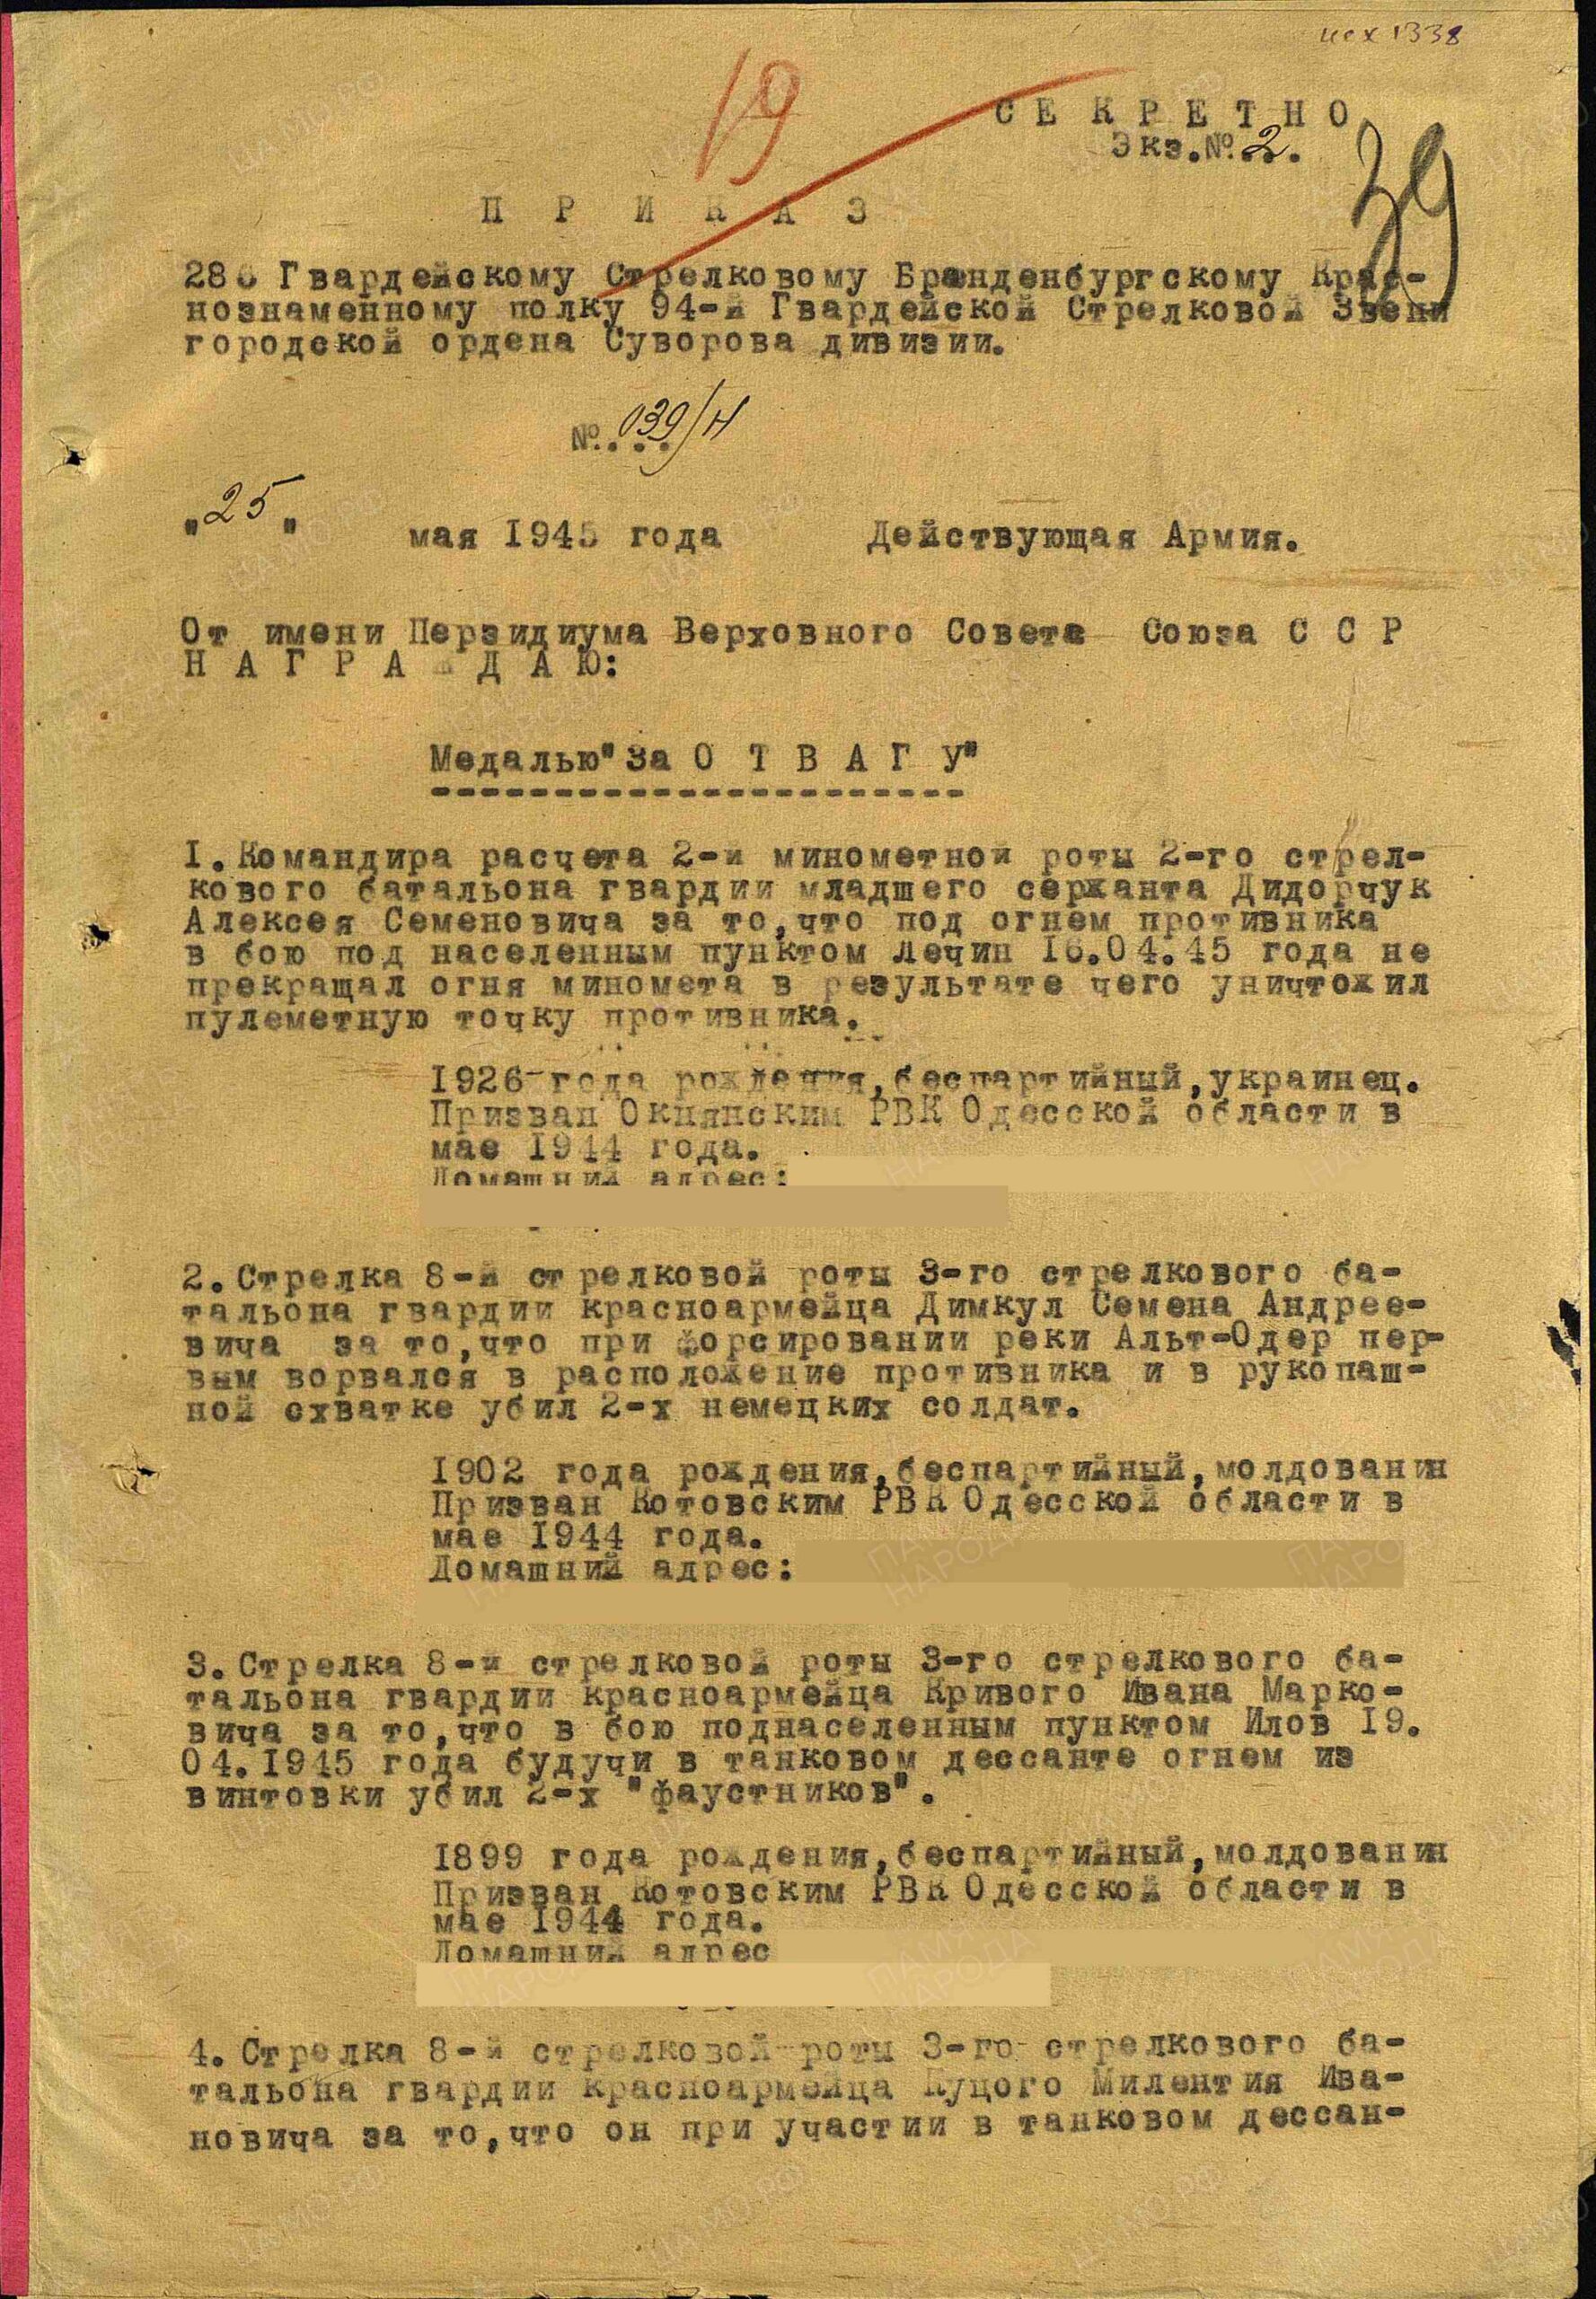 исх 1338
19
СЕКРЕТНО
Экз.№.2.
39
ПРИКАЗ
286 Гвардейскому Стрелковому Бранденбургскому Крас-
нознаменному полку 94-й Гвардейской Стрелковой Звени
городской ордена Суворова дивизии.
№...039/н
"25" мая 1945 года Действующая Армия.
От имени Перзидиума Верховного Совета Союза С С Р
Н А Г Р А Ж Д А Ю:
Медалью "За О Т В А Г У"
----------------------
1. Командира расчета 2-й минометной роты 2-го стрел-
кового батальона гвардии младшего сержанта Дидорчук
Алексея Семеновича за то, что под огнем противника
в бою под населенным пунктом Лечин 16.04.45 года не
прекращал огня миномета в результате чего уничтожил
пулеметную точку противника.
1926 года рождения, беспартийный, украинец.
Призван Окнянским РВК Одесской области в
мае 1944 года.
Домашний адрес:
2. Стрелка 8-й стрелковой роты 3-го стрелкового ба-
тальона гвардии красноармейца Димкул Семена Андрее-
вича за то, что при форсировании реки Альт-Одер пер-
вым ворвался в расположение противника и в рукопаш-
ной схватке убил 2-х немецких солдат.
1902 года рождения, беспартийный, молдованин
Призван Котовским РВК Одесской области в
мае 1944 года.
Домашний адрес:
3. Стрелка 8-й стрелковой роты 3-го стрелкового ба-
тальона гвардии красноармейца Кривого Ивана Марко-
вича за то, что в бою поднаселенным пунктом Илов 19.
04.1945 года будучи в танковом дессанте огнем из
винтовки убил 2-х "фаустников".
1899 года рождения, беспартийный, молдованин
Призван Котовским РВК Одесской области в
мае 1944 года.
Домашний адрес
4. Стрелка 8-й стрелковой роты 3-го стрелкового ба-
тальона гвардии красноармейца Куцого Милентия Ива-
новича за то, что он при участии в танковом дессан-